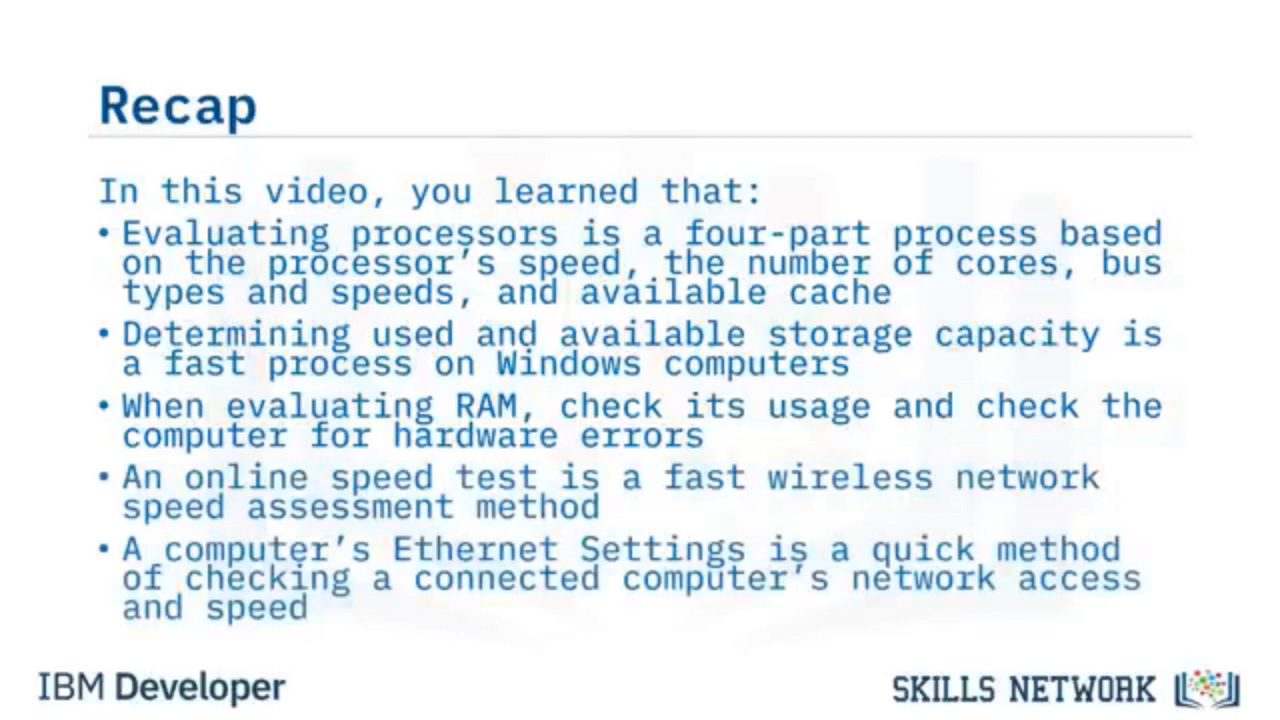 Recap
In this video, you learned that:
• Evaluating processors is a four-part process based
on the processor’s speed, the number of cores, bus
types and speeds, and available cache
• Determining used and available storage capacity is
a fast process on Windows computers
• When evaluating RAM, check its usage and check the
computer for hardware errors
• An online speed test is a fast wireless network
speed assessment method
• A computer’s Ethernet Settings is a quick method
of checking a connected computer’s network access
and speed
IBM Developer
SKILLS NETWORK